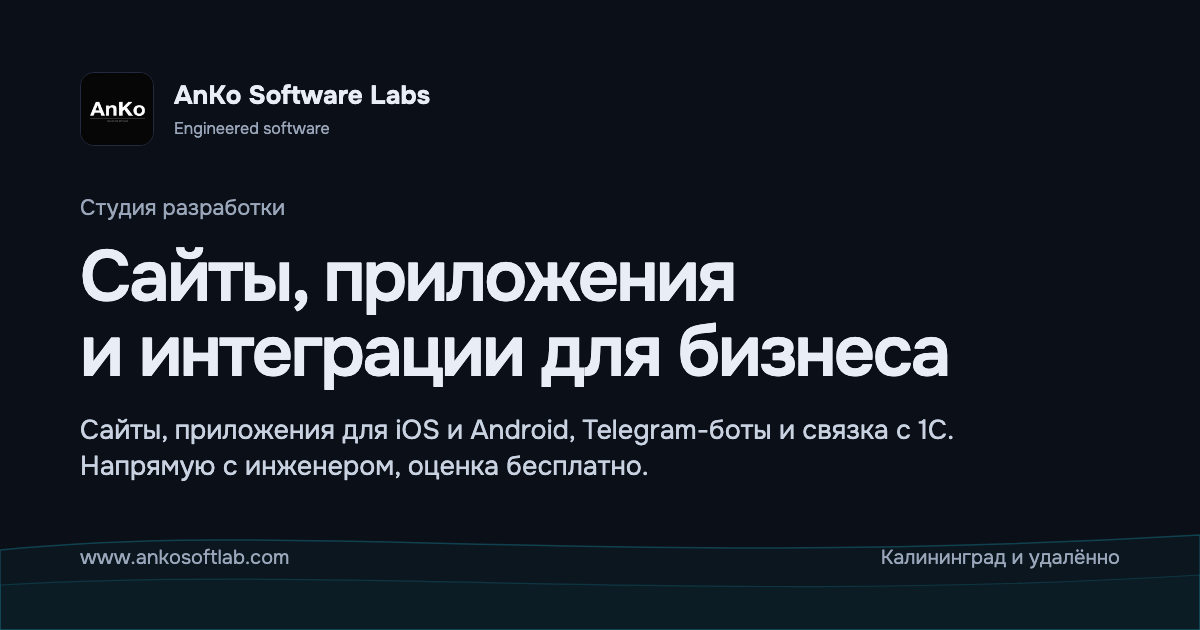 AnKo
AnKo Software Labs
Engineered software
Студия разработки
Сайты, приложения
и интеграции для бизнеса
Сайты, приложения для iOS и Android, Telegram-боты и связка с 1С.
Напрямую с инженером, оценка бесплатно.
www.ankosoftlab.com
Калининград и удалённо